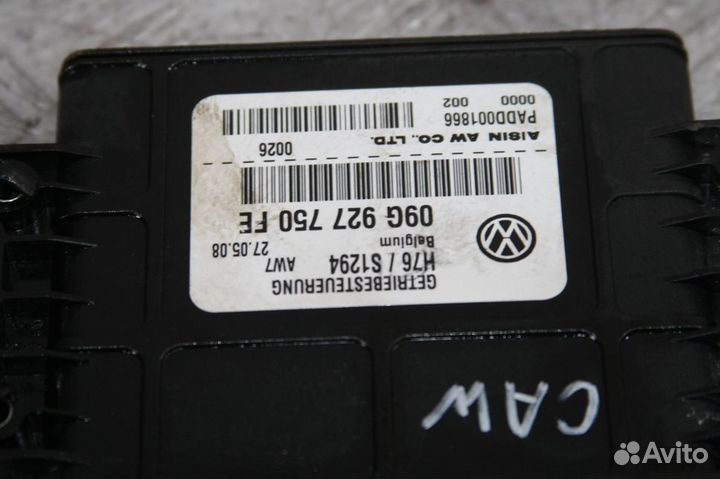 GETRIEBESTEUERUNG
H76 / S1294 AW7
Belgium 27.05.08
09G 927 750 FE
AISIN AW CO., LTD. 0026
PADD001866
0000 002
CAW
Avito